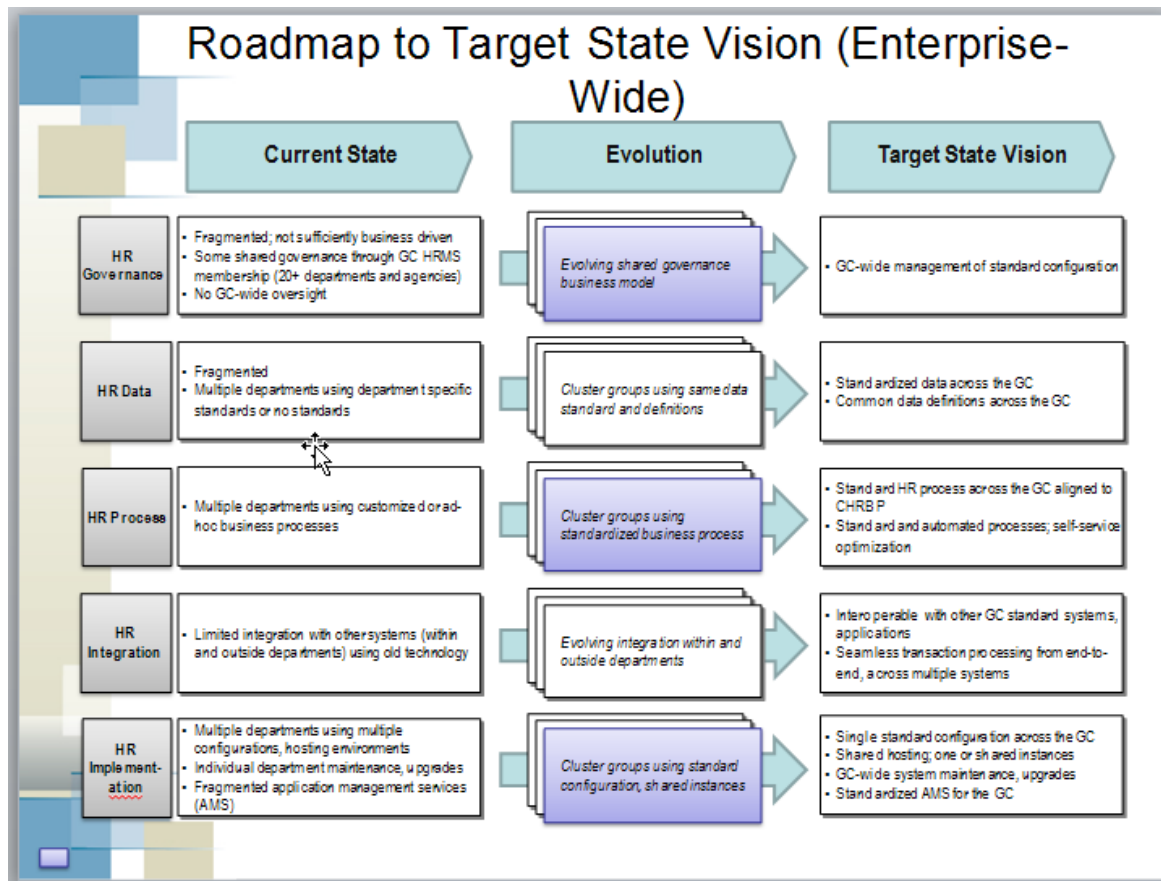 Roadmap to Target State Vision (Enterprise-
Wide)
Current State
Evolution
Target State Vision
HR
Governance
▪ Fragmented; not sufficiently business driven
▪ Some shared governance through GC HRMS
membership (20+ departments and agencies)
▪ No GC-wide oversight
Evolving shared governance
business model
▪ GC-wide management of standard configuration
HR Data
▪ Fragmented
▪ Multiple departments using department specific
standards or no standards
Cluster groups using same data
standard and definitions
▪ Standardized data across the GC
▪ Common data definitions across the GC
HR Process
▪ Multiple departments using customized or ad-
hoc business processes
Cluster groups using
standardized business process
▪ Standard HR process across the GC aligned to
CHRBP
▪ Standard and automated processes; self-service
optimization
HR
Integration
▪ Limited integration with other systems (within
and outside departments) using old technology
Evolving integration within and
outside departments
▪ Interoperable with other GC standard systems,
applications
▪ Seamless transaction processing from end-to-
end, across multiple systems
HR
Implement-
ation
▪ Multiple departments using multiple
configurations, hosting environments
▪ Individual department maintenance, upgrades
▪ Fragmented application management services
(AMS)
Cluster groups using standard
configuration, shared instances
▪ Single standard configuration across the GC
▪ Shared hosting; one or shared instances
▪ GC-wide system maintenance, upgrades
▪ Standardized AMS for the GC